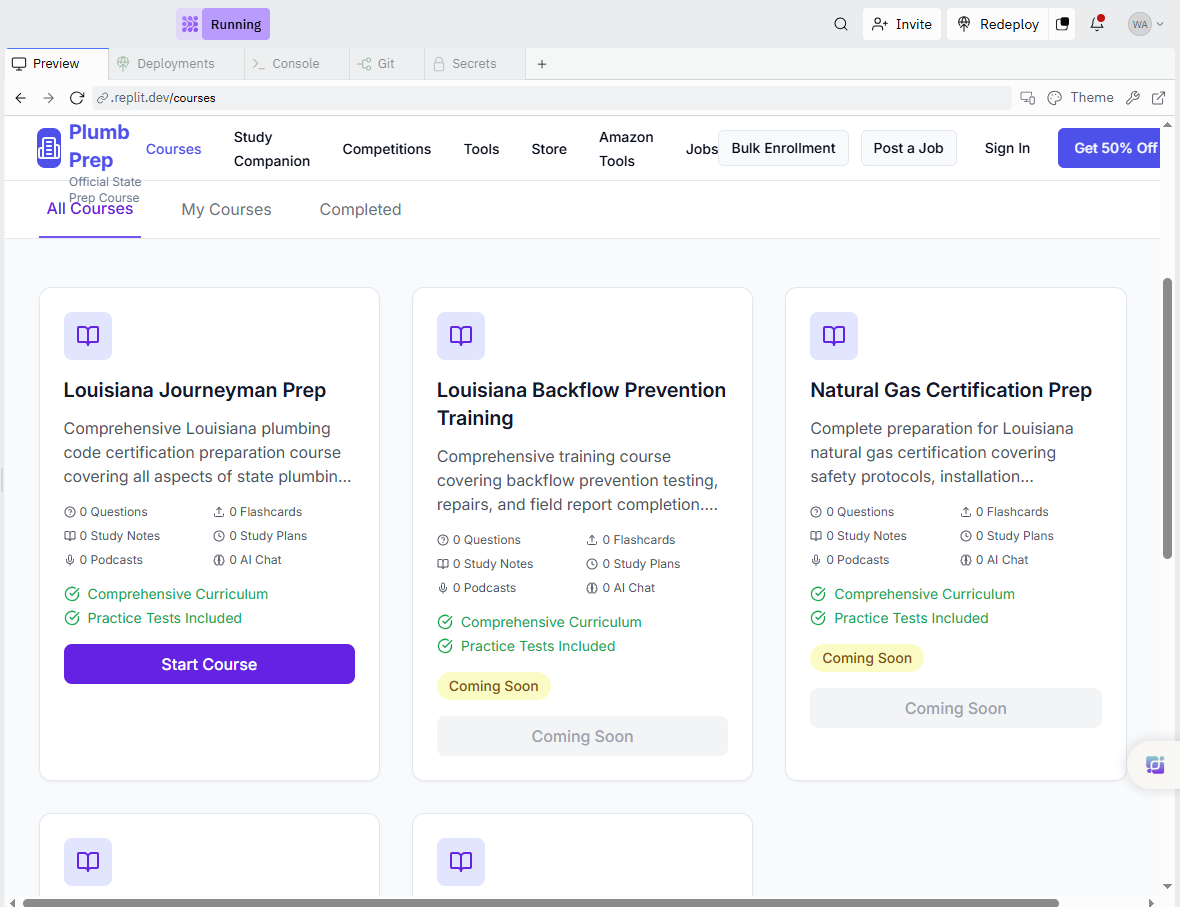 Running
Invite
Redeploy
WA
Preview
Deployments
Console
Git
Secrets
.replit.dev/courses
Theme
Plumb Prep
Official State Prep Course
Courses
Study Companion
Competitions
Tools
Store
Amazon Tools
Jobs
Bulk Enrollment
Post a Job
Sign In
Get 50% Off
All Courses
My Courses
Completed
Louisiana Journeyman Prep
Comprehensive Louisiana plumbing
code certification preparation course
covering all aspects of state plumbin...
0 Questions
0 Flashcards
0 Study Notes
0 Study Plans
0 Podcasts
0 AI Chat
Comprehensive Curriculum
Practice Tests Included
Start Course
Louisiana Backflow Prevention
Training
Comprehensive training course
covering backflow prevention testing,
repairs, and field report completion....
0 Questions
0 Flashcards
0 Study Notes
0 Study Plans
0 Podcasts
0 AI Chat
Comprehensive Curriculum
Practice Tests Included
Coming Soon
Coming Soon
Natural Gas Certification Prep
Complete preparation for Louisiana
natural gas certification covering
safety protocols, installation...
0 Questions
0 Flashcards
0 Study Notes
0 Study Plans
0 Podcasts
0 AI Chat
Comprehensive Curriculum
Practice Tests Included
Coming Soon
Coming Soon